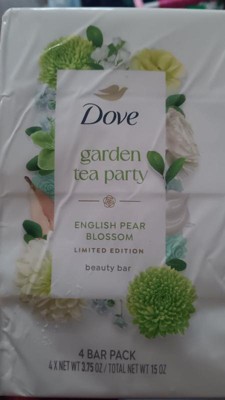 Dove
garden
tea party
ENGLISH PEAR
BLOSSOM
LIMITED EDITION
beauty bar
4 BAR PACK
4 X NET WT 3.75 OZ / TOTAL NET WT 15 OZ